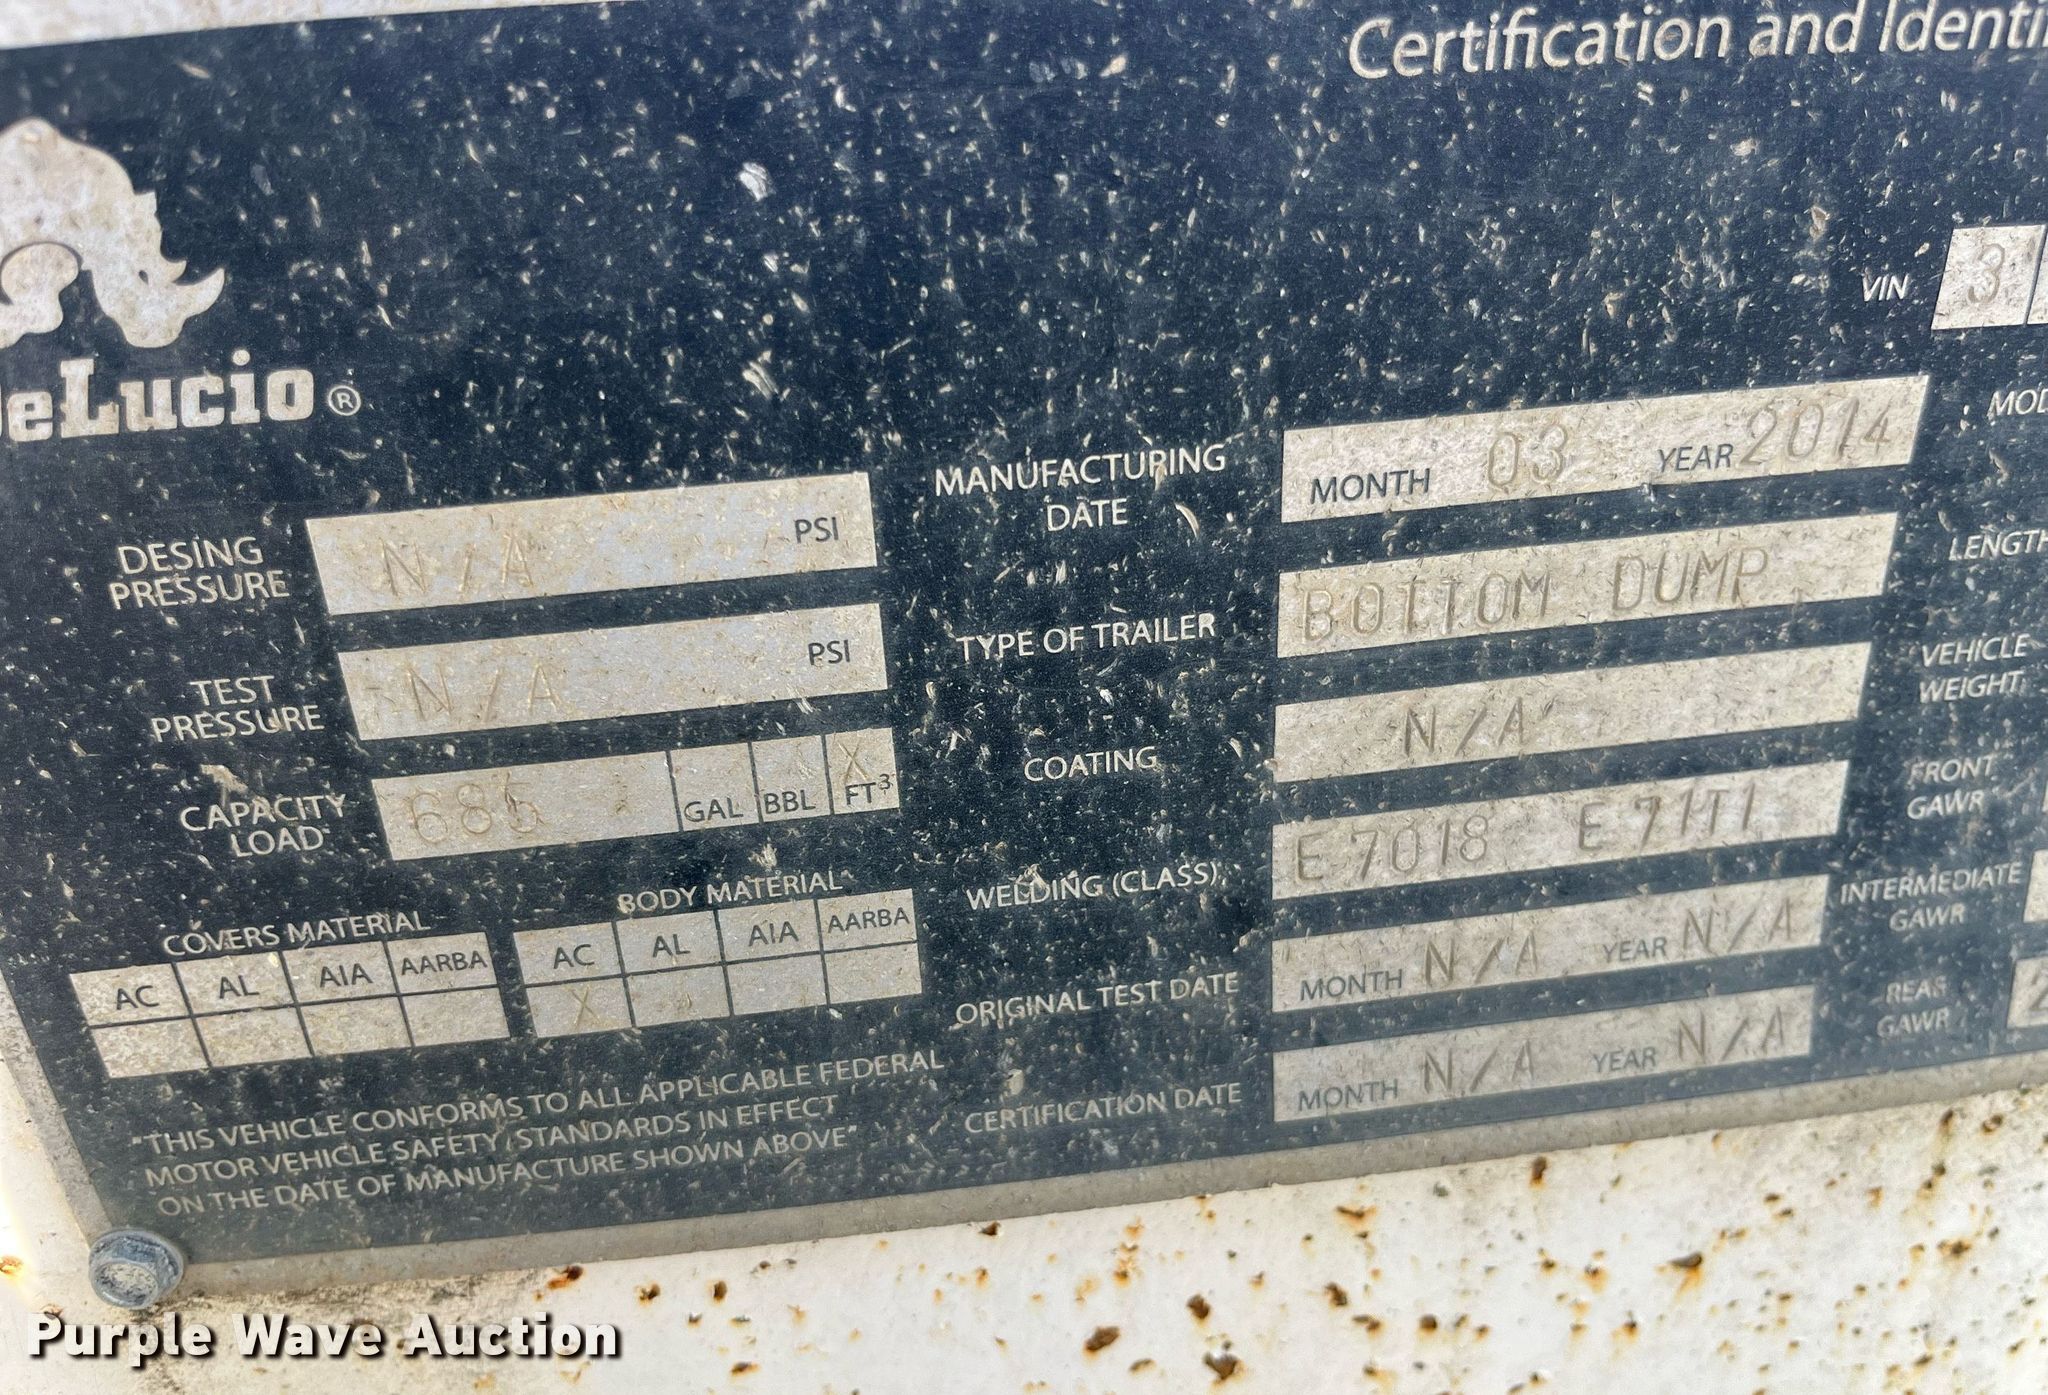 Certification and Identifi
DeLucio®
VIN 3
MANUFACTURING DATE
MONTH 03 YEAR 2014
DESING PRESSURE
N/A PSI
TYPE OF TRAILER
BOTTOM DUMP
LENGTH
TEST PRESSURE
N/A PSI
COATING
N/A
VEHICLE WEIGHT
CAPACITY LOAD
GAL BBL X FT³
WELDING (CLASS)
E 7018 E 71T1
FRONT GAWR
COVERS MATERIAL
AC AL AIA AARBA
BODY MATERIAL
AC AL AIA AARBA
X
ORIGINAL TEST DATE
MONTH N/A YEAR N/A
INTERMEDIATE GAWR
CERTIFICATION DATE
MONTH N/A YEAR N/A
REAR GAWR
2
"THIS VEHICLE CONFORMS TO ALL APPLICABLE FEDERAL
MOTOR VEHICLE SAFETY STANDARDS IN EFFECT
ON THE DATE OF MANUFACTURE SHOWN ABOVE"
Purple Wave Auction